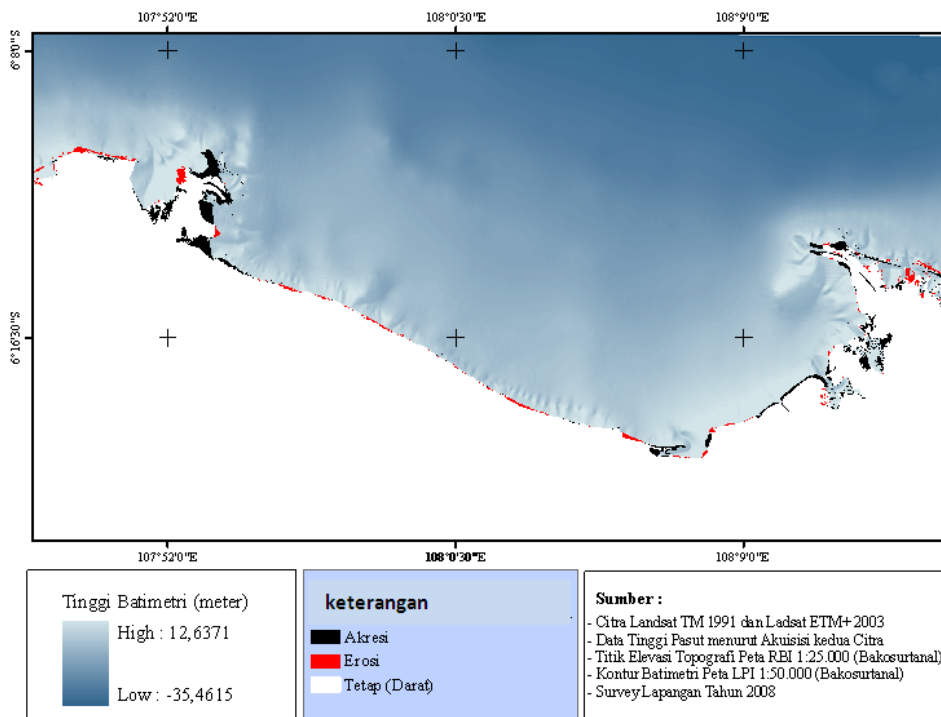 107°52'0"E
108°0'30"E
108°9'0"E
6°8'0"S
6°16'30"S
107°52'0"E
108°0'30"E
108°9'0"E
Tinggi Batimetri (meter)
High : 12,6371
Low : -35,4615
keterangan
Akresi
Erosi
Tetap (Darat)
Sumber :
- Citra Landsat TM 1991 dan Ladsat ETM+ 2003
- Data Tinggi Pasut menurut Akuisisi kedua Citra
- Titik Elevasi Topografi Peta RBI 1:25.000 (Bakosurtanal)
- Kontur Batimetri Peta LPI 1:50.000 (Bakosurtanal)
- Survey Lapangan Tahun 2008